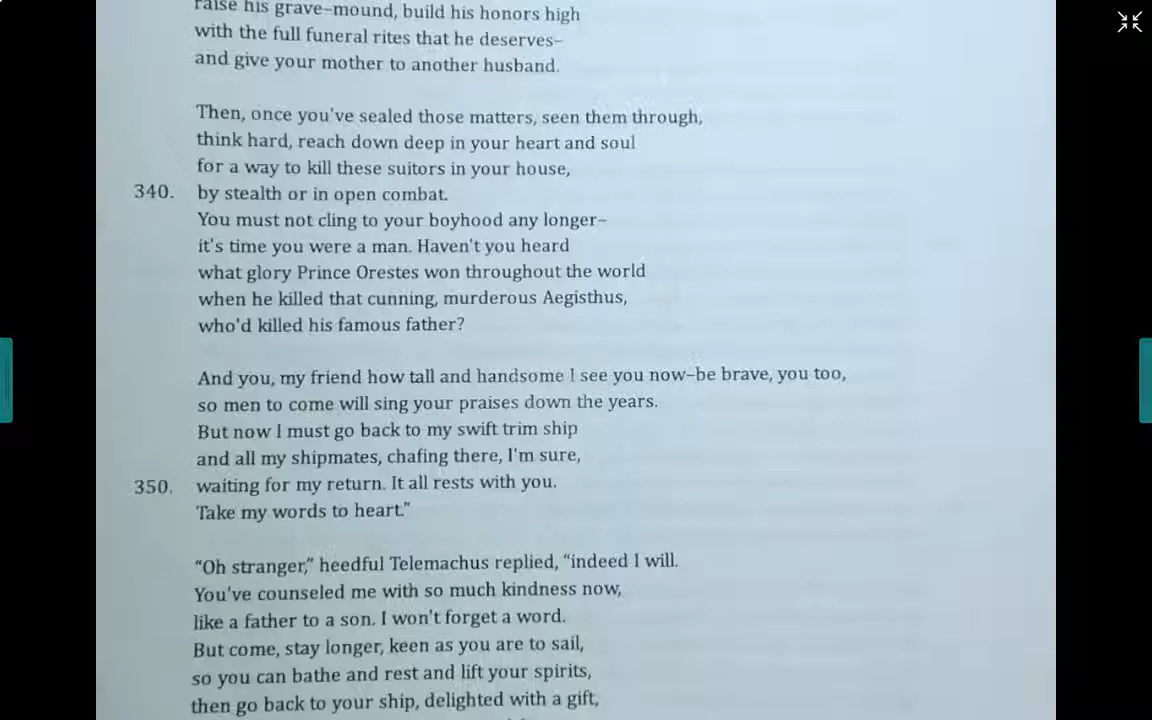 raise his grave–mound, build his honors high
with the full funeral rites that he deserves–
and give your mother to another husband.
Then, once you've sealed those matters, seen them through,
think hard, reach down deep in your heart and soul
for a way to kill these suitors in your house,
340. by stealth or in open combat.
You must not cling to your boyhood any longer–
it's time you were a man. Haven't you heard
what glory Prince Orestes won throughout the world
when he killed that cunning, murderous Aegisthus,
who'd killed his famous father?
And you, my friend how tall and handsome I see you now–be brave, you too,
so men to come will sing your praises down the years.
But now I must go back to my swift trim ship
and all my shipmates, chafing there, I'm sure,
350. waiting for my return. It all rests with you.
Take my words to heart."
"Oh stranger," heedful Telemachus replied, "indeed I will.
You've counseled me with so much kindness now,
like a father to a son. I won't forget a word.
But come, stay longer, keen as you are to sail,
so you can bathe and rest and lift your spirits,
then go back to your ship, delighted with a gift,